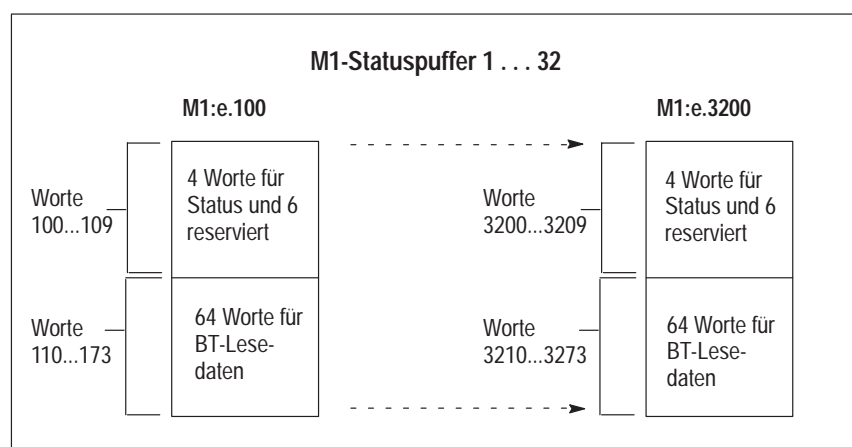 M1-Statuspuffer 1 . . . 32
M1:e.100
M1:e.3200
Worte
100...109
4 Worte für
Status und 6
reserviert
Worte
3200...3209
4 Worte für
Status und 6
reserviert
Worte
110...173
64 Worte für
BT-Lese-
daten
Worte
3210...3273
64 Worte für
BT-Lese-
daten